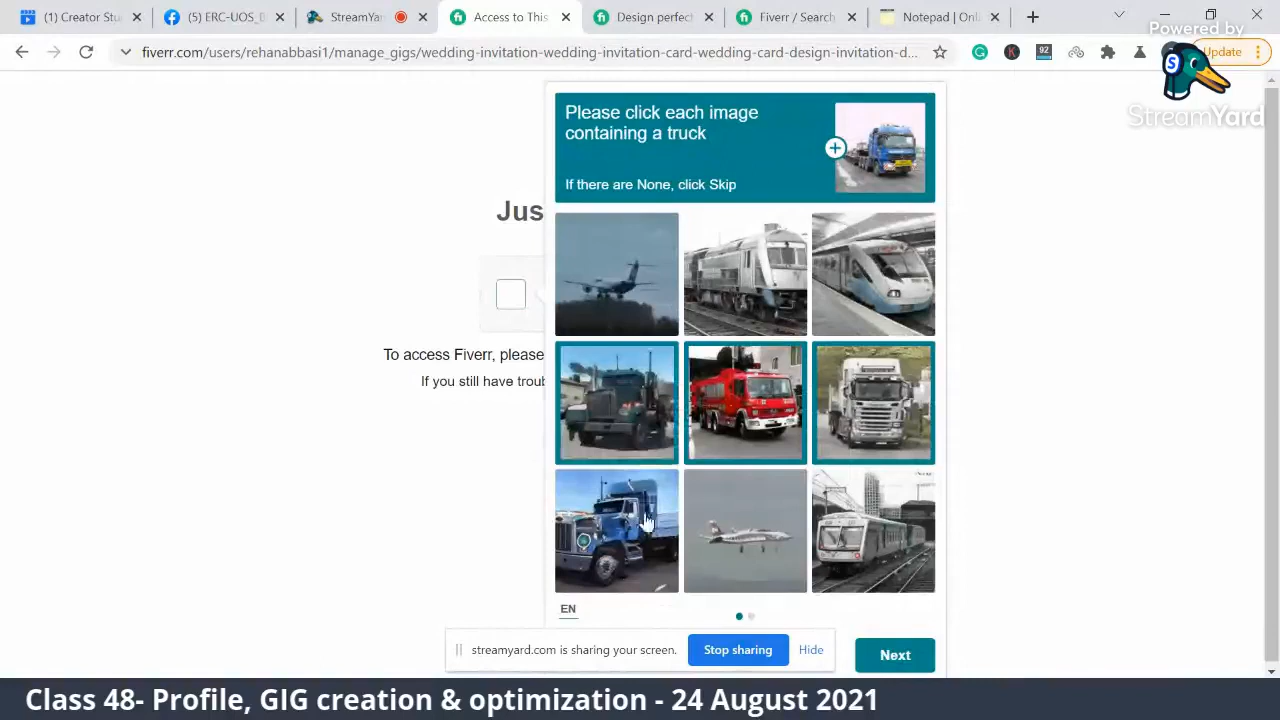 (1) Creator Stu
(5) ERC-UOS_D
StreamYar
Access to This
Design perfect
Fiverr / Search
Notepad | Onli
fiverr.com/users/rehanabbasi1/manage_gigs/wedding-invitation-wedding-invitation-card-wedding-card-design-invitation-d...
92
Update
Powered by
StreamYard
Please click each image
containing a truck
If there are None, click Skip
Jus
To access Fiverr, please
If you still have troub
EN
streamyard.com is sharing your screen.
Stop sharing
Hide
Next
Class 48- Profile, GIG creation & optimization - 24 August 2021